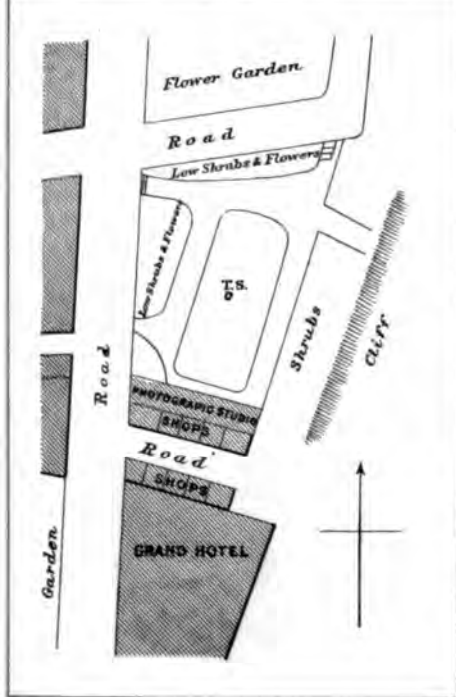 Flower Garden
Road
Low Shrubs & Flowers
Low Shrubs & Flowers
T.S.
Shrubs
Cliff
Road
PHOTOGRAPIC STUDIO
SHOPS
Road
SHOPS
GRAND HOTEL
Garden